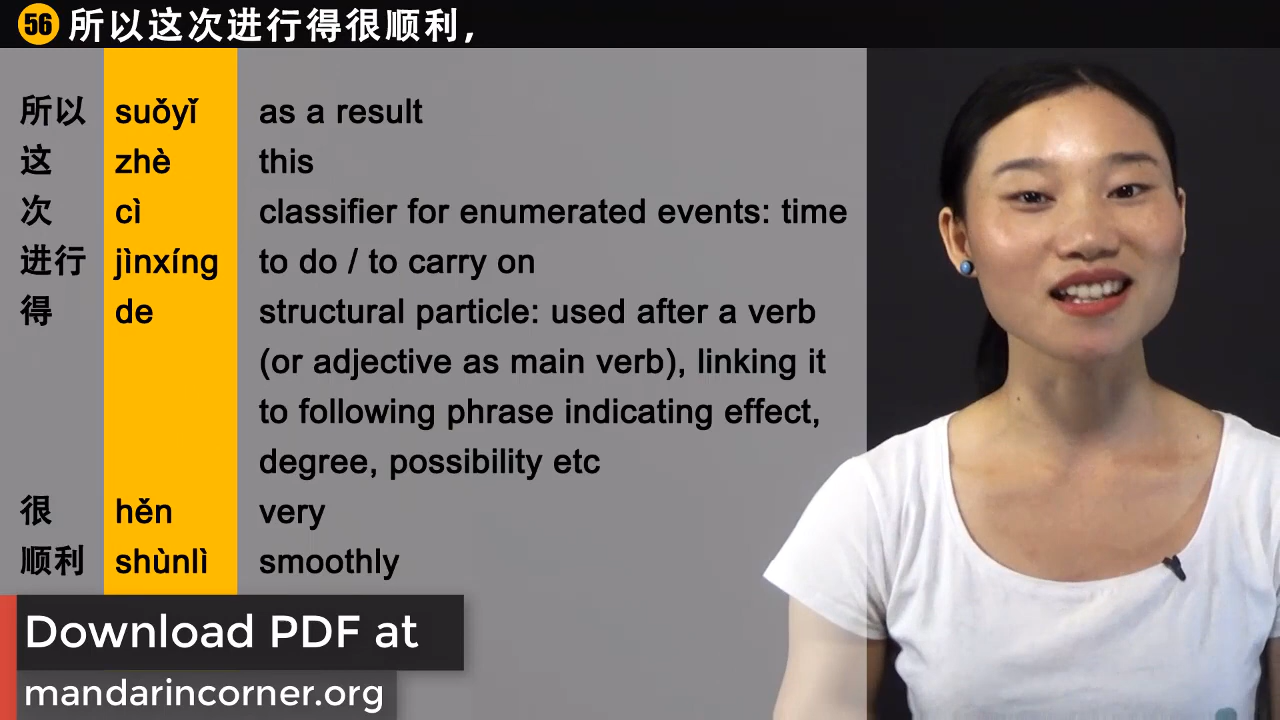 56 所以这次进行得很顺利,
所以 suǒyǐ as a result
这 zhè this
次 cì classifier for enumerated events: time
进行 jìnxíng to do / to carry on
得 de structural particle: used after a verb
(or adjective as main verb), linking it
to following phrase indicating effect,
degree, possibility etc
很 hěn very
顺利 shùnlì smoothly
Download PDF at
mandarincorner.org